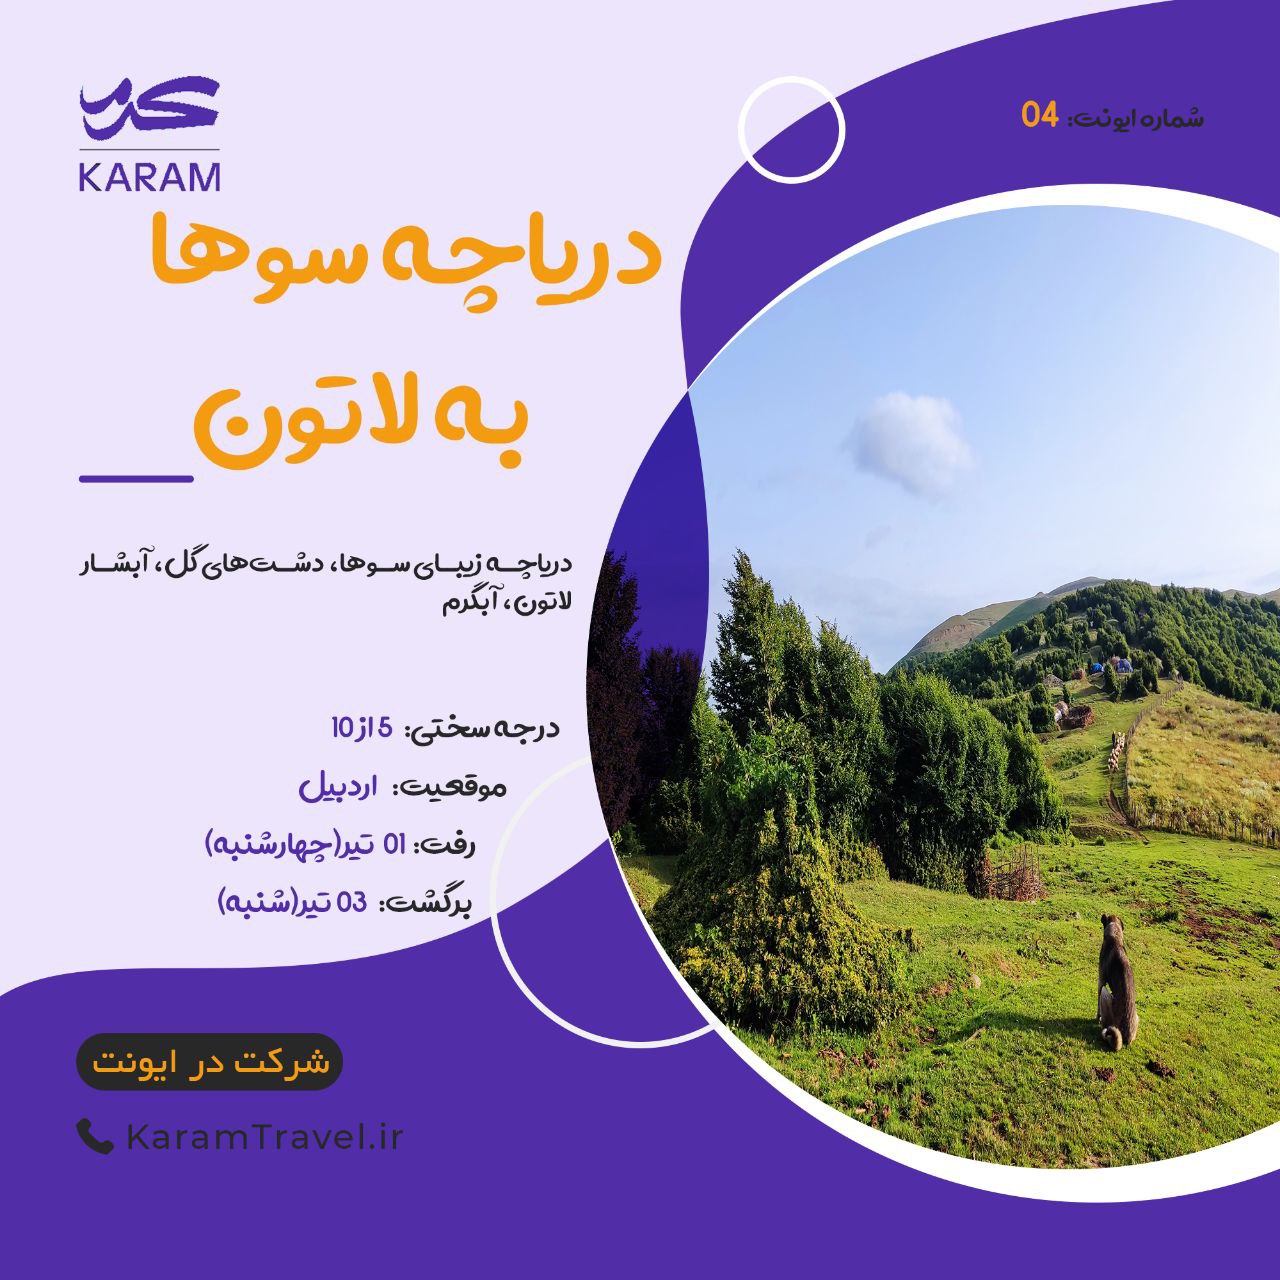 کرم
KARAM
شماره ایونت: 04
دریاچه سوها
به لاتون
دریاچه زیبای سوها، دشت‌های گل، آبشار
لاتون، آبگرم
درجه سختی: 5 از 10
موقعیت: اردبیل
رفت: 01 تیر(چهارشنبه)
برگشت: 03 تیر(شنبه)
شرکت در ایونت
KaramTravel.ir